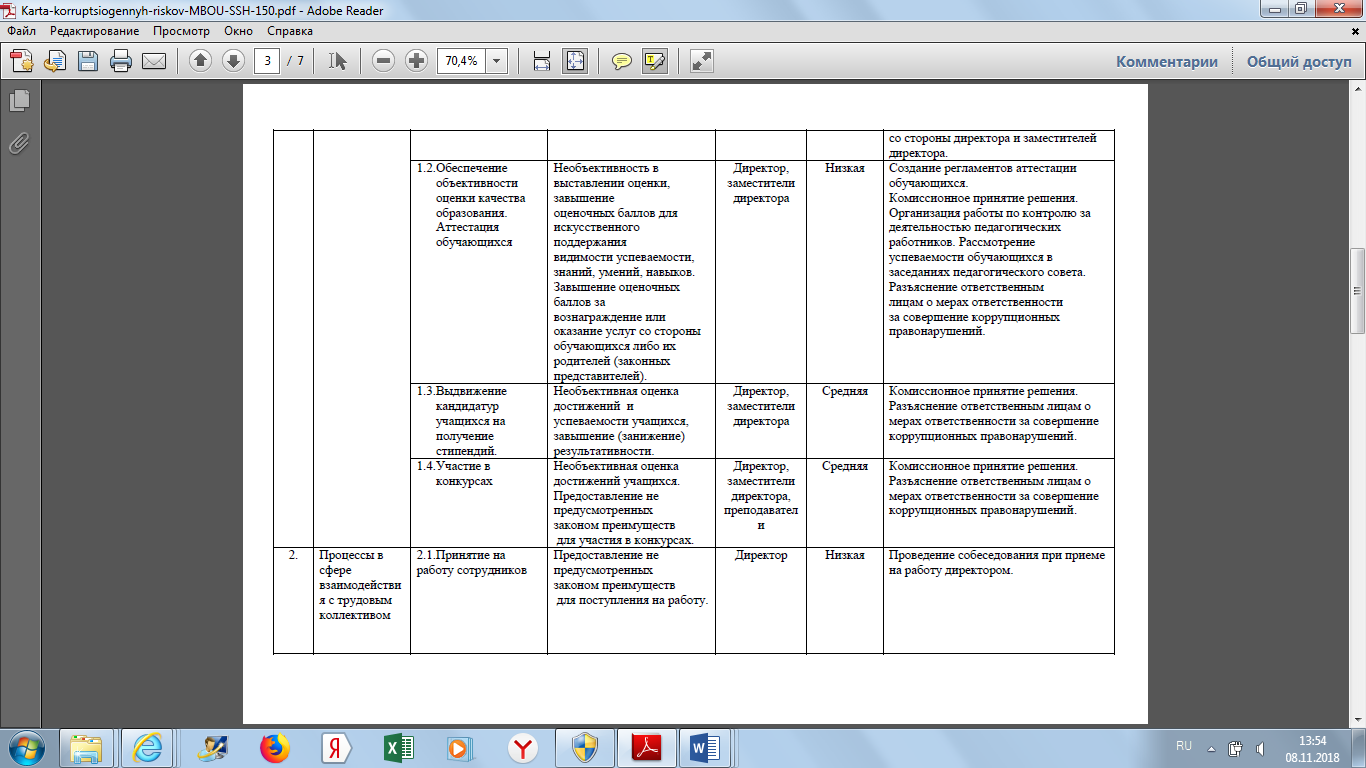 Karta-korruptsiogennyh-riskov-MBOU-SSH-150.pdf - Adobe Reader
Файл Редактирование Просмотр Окно Справка
3 / 7 70,4% Комментарии Общий доступ
со стороны директора и заместителей
директора.
1.2.Обеспечение
объективности
оценки качества
образования.
Аттестация
обучающихся
Необъективность в
выставлении оценки,
завышение
оценочных баллов для
искусственного
поддержания
видимости успеваемости,
знаний, умений, навыков.
Завышение оценочных
баллов за
вознаграждение или
оказание услуг со стороны
обучающихся либо их
родителей (законных
представителей).
Директор,
заместители
директора
Низкая
Создание регламентов аттестации
обучающихся.
Комиссионное принятие решения.
Организация работы по контролю за
деятельностью педагогических
работников. Рассмотрение
успеваемости обучающихся в
заседаниях педагогического совета.
Разъяснение ответственным
лицам о мерах ответственности
за совершение коррупционных
правонарушений.
1.3.Выдвижение
кандидатур
учащихся на
получение
стипендий.
Необъективная оценка
достижений и
успеваемости учащихся,
завышение (занижение)
результативности.
Директор,
заместители
директора
Средняя
Комиссионное принятие решения.
Разъяснение ответственным лицам о
мерах ответственности за совершение
коррупционных правонарушений.
1.4.Участие в
конкурсах
Необъективная оценка
достижений учащихся.
Предоставление не
предусмотренных
законом преимуществ
для участия в конкурсах.
Директор,
заместители
директора,
преподавател
и
Средняя
Комиссионное принятие решения.
Разъяснение ответственным лицам о
мерах ответственности за совершение
коррупционных правонарушений.
2.
Процессы в
сфере
взаимодействи
я с трудовым
коллективом
2.1.Принятие на
работу сотрудников
Предоставление не
предусмотренных
законом преимуществ
для поступления на работу.
Директор
Низкая
Проведение собеседования при приеме
на работу директором.
RU
13:54
08.11.2018